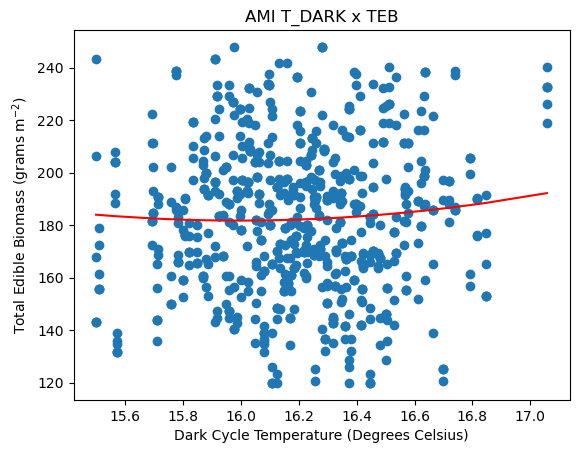 AMI T_DARK x TEB
Total Edible Biomass (grams m⁻²)
240
220
200
180
160
140
120
15.6 15.8 16.0 16.2 16.4 16.6 16.8 17.0
Dark Cycle Temperature (Degrees Celsius)